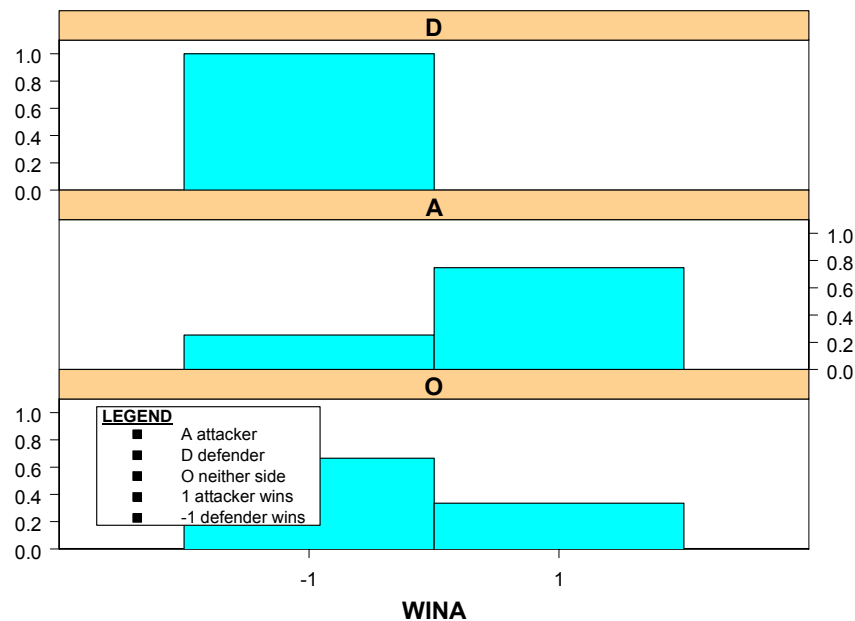 D
1.0
0.8
0.6
0.4
0.2
0.0
A
1.0
0.8
0.6
0.4
0.2
0.0
O
1.0
0.8
0.6
0.4
0.2
0.0
LEGEND
A attacker
D defender
O neither side
1 attacker wins
-1 defender wins
-1 1
WINA